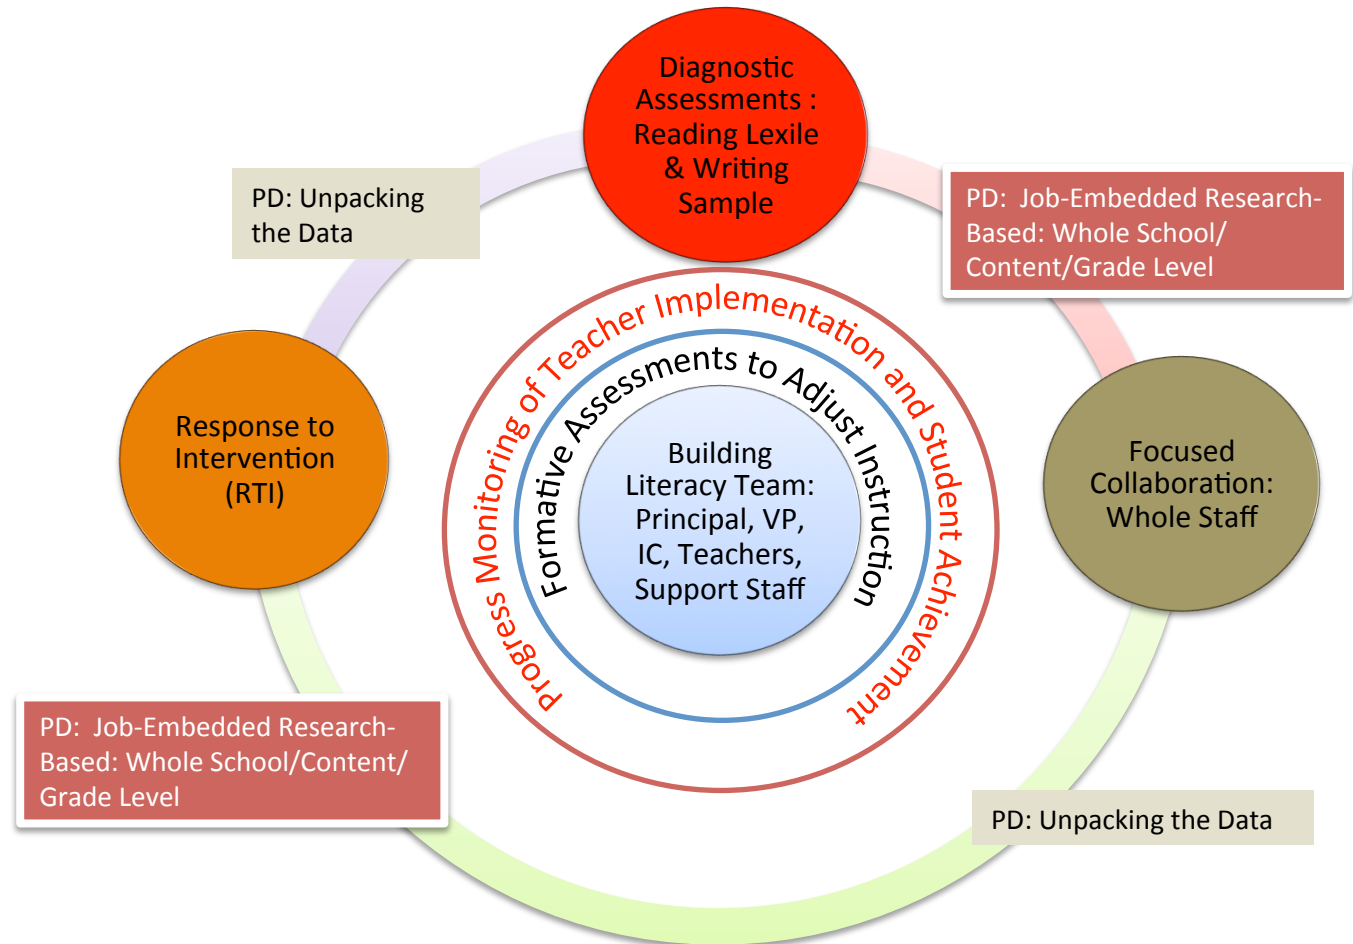 Diagnostic
Assessments :
Reading Lexile
& Writing
Sample
PD: Unpacking
the Data
PD:  Job-Embedded Research-
Based: Whole School/
Content/Grade Level
Progress Monitoring of Teacher Implementation and Student Achievement
Formative Assessments to Adjust Instruction
Building
Literacy Team:
Principal, VP,
IC, Teachers,
Support Staff
Response to
Intervention
(RTI)
Focused
Collaboration:
Whole Staff
PD:  Job-Embedded Research-
Based: Whole School/Content/
Grade Level
PD: Unpacking the Data